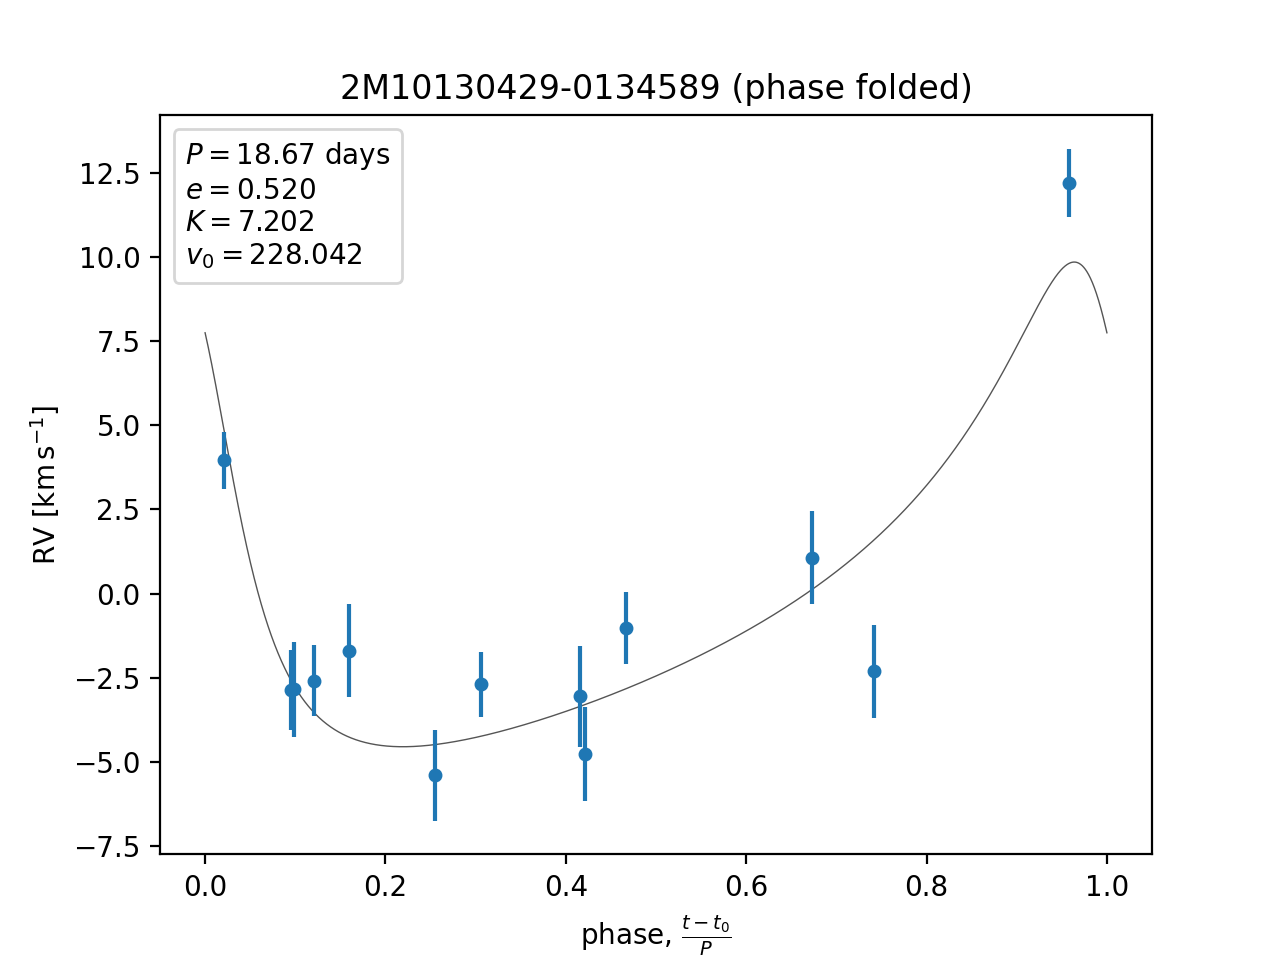 2M10130429-0134589 (phase folded)
P = 18.67 days
e = 0.520
K = 7.202
v₀ = 228.042
12.5
10.0
7.5
5.0
2.5
0.0
−2.5
−5.0
−7.5
RV [km s⁻¹]
0.0 0.2 0.4 0.6 0.8 1.0
phase, (t − t₀)/P